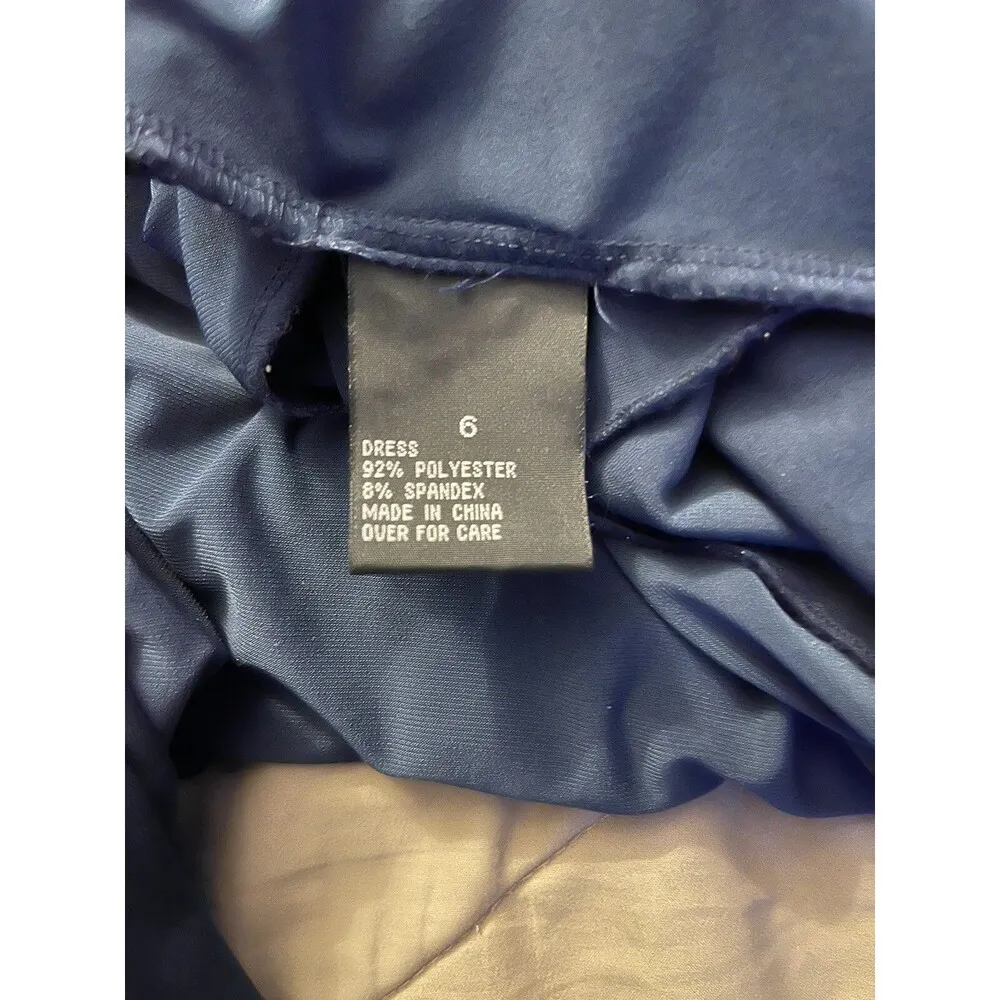 6
DRESS
92% POLYESTER
8% SPANDEX
MADE IN CHINA
OVER FOR CARE